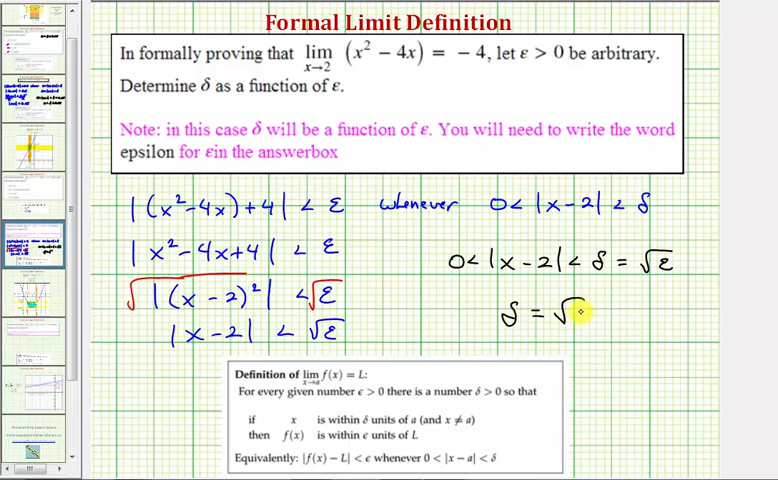 Formal Limit Definition
In formally proving that lim x→2 (x² − 4x) = − 4, let ε > 0 be arbitrary.
Determine δ as a function of ε.
Note: in this case δ will be a function of ε. You will need to write the word
epsilon for ε in the answerbox
|(x²−4x)+4| < ε whenever 0 < |x−2| < δ
|x²−4x+4| < ε
0 < |x−2| < δ = √ε
√|(x−2)²| < √ε
δ = √
|x−2| < √ε
Definition of lim x→a f(x) = L:
For every given number ϵ > 0 there is a number δ > 0 so that
if x is within δ units of a (and x ≠ a)
then f(x) is within ϵ units of L
Equivalently: |f(x) − L| < ϵ whenever 0 < |x − a| < δ